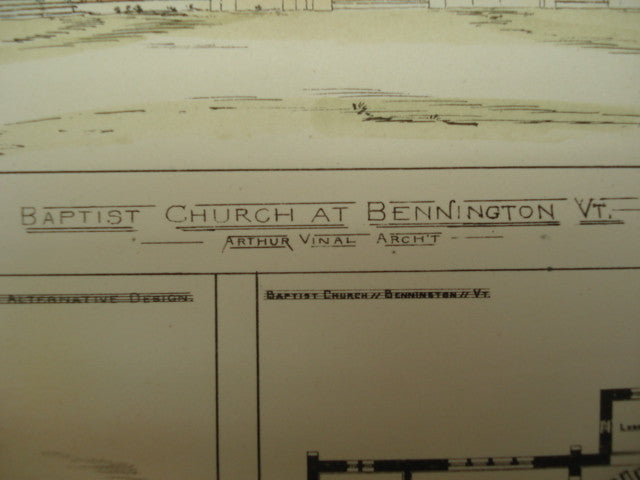 BAPTIST CHURCH AT BENNINGTON VT.
ARTHUR VINAL ARCH'T
ALTERNATIVE DESIGN.
BAPTIST CHURCH // BENNINGTON // VT.